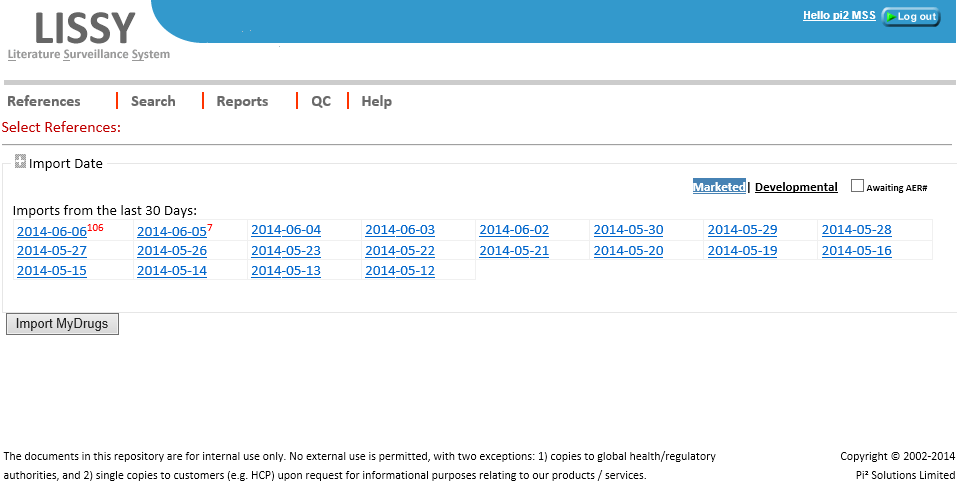 LISSY
Literature Surveillance System
Hello pi2 MSS
Log out
References Search Reports QC Help
Select References:
Import Date
Marketed | Developmental Awaiting AER#
Imports from the last 30 Days:
2014-06-06 106 2014-06-05 7 2014-06-04 2014-06-03 2014-06-02 2014-05-30 2014-05-29 2014-05-28
2014-05-27 2014-05-26 2014-05-23 2014-05-22 2014-05-21 2014-05-20 2014-05-19 2014-05-16
2014-05-15 2014-05-14 2014-05-13 2014-05-12
Import MyDrugs
The documents in this repository are for internal use only. No external use is permitted, with two exceptions: 1) copies to global health/regulatory
authorities, and 2) single copies to customers (e.g. HCP) upon request for informational purposes relating to our products / services.
Copyright © 2002-2014
Pi² Solutions Limited